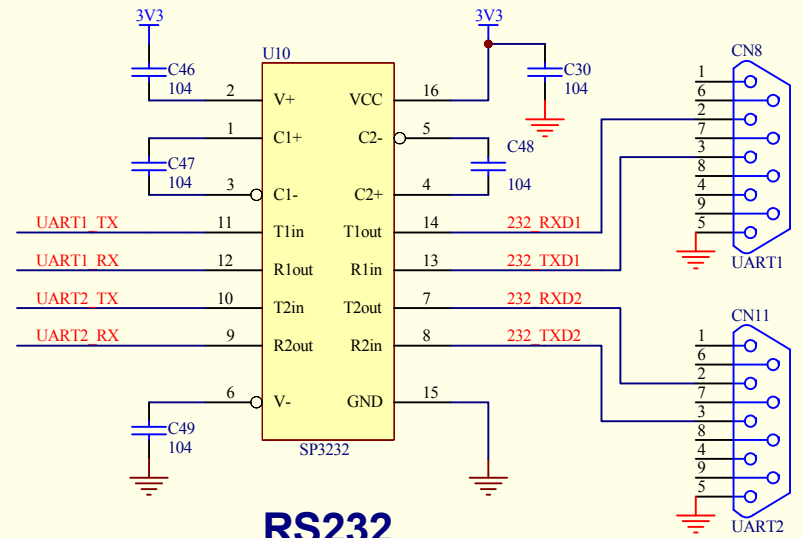 3V3
3V3
U10
CN8
C46
104
2
V+
VCC
16
C30
104
1
6
2
7
3
8
4
9
5
UART1
1
C1+
C2-
5
C47
104
C48
104
3
C1-
C2+
4
UART1_TX
11
T1in
T1out
14
232_RXD1
UART1_RX
12
R1out
R1in
13
232_TXD1
UART2_TX
10
T2in
T2out
7
232_RXD2
UART2_RX
9
R2out
R2in
8
232_TXD2
6
V-
GND
15
C49
104
SP3232
CN11
1
6
2
7
3
8
4
9
5
UART2
RS232